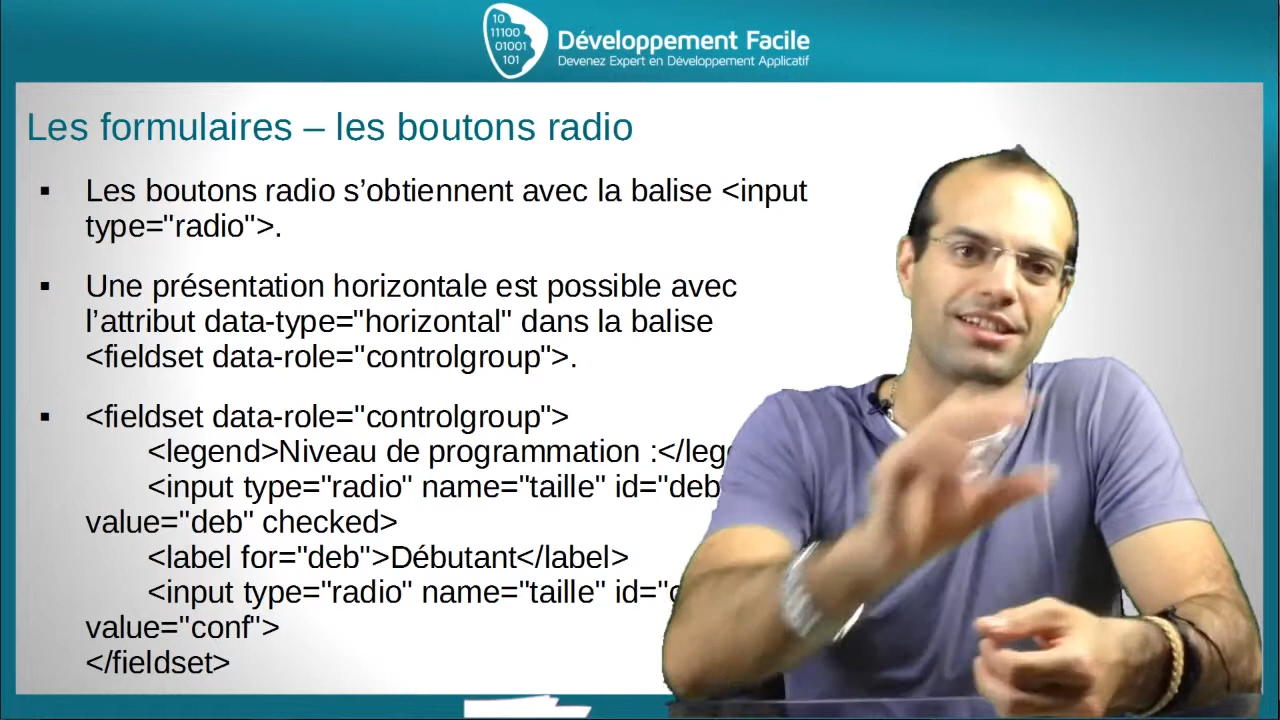 10
11100
01001
101
Développement Facile
Devenez Expert en Développement Applicatif
Les formulaires – les boutons radio
▪ Les boutons radio s’obtiennent avec la balise <input
type="radio">.
▪ Une présentation horizontale est possible avec
l’attribut data-type="horizontal" dans la balise
<fieldset data-role="controlgroup">.
▪ <fieldset data-role="controlgroup">
<legend>Niveau de programmation :</leg
<input type="radio" name="taille" id="deb
value="deb" checked>
<label for="deb">Débutant</label>
<input type="radio" name="taille" id="
value="conf">
</fieldset>